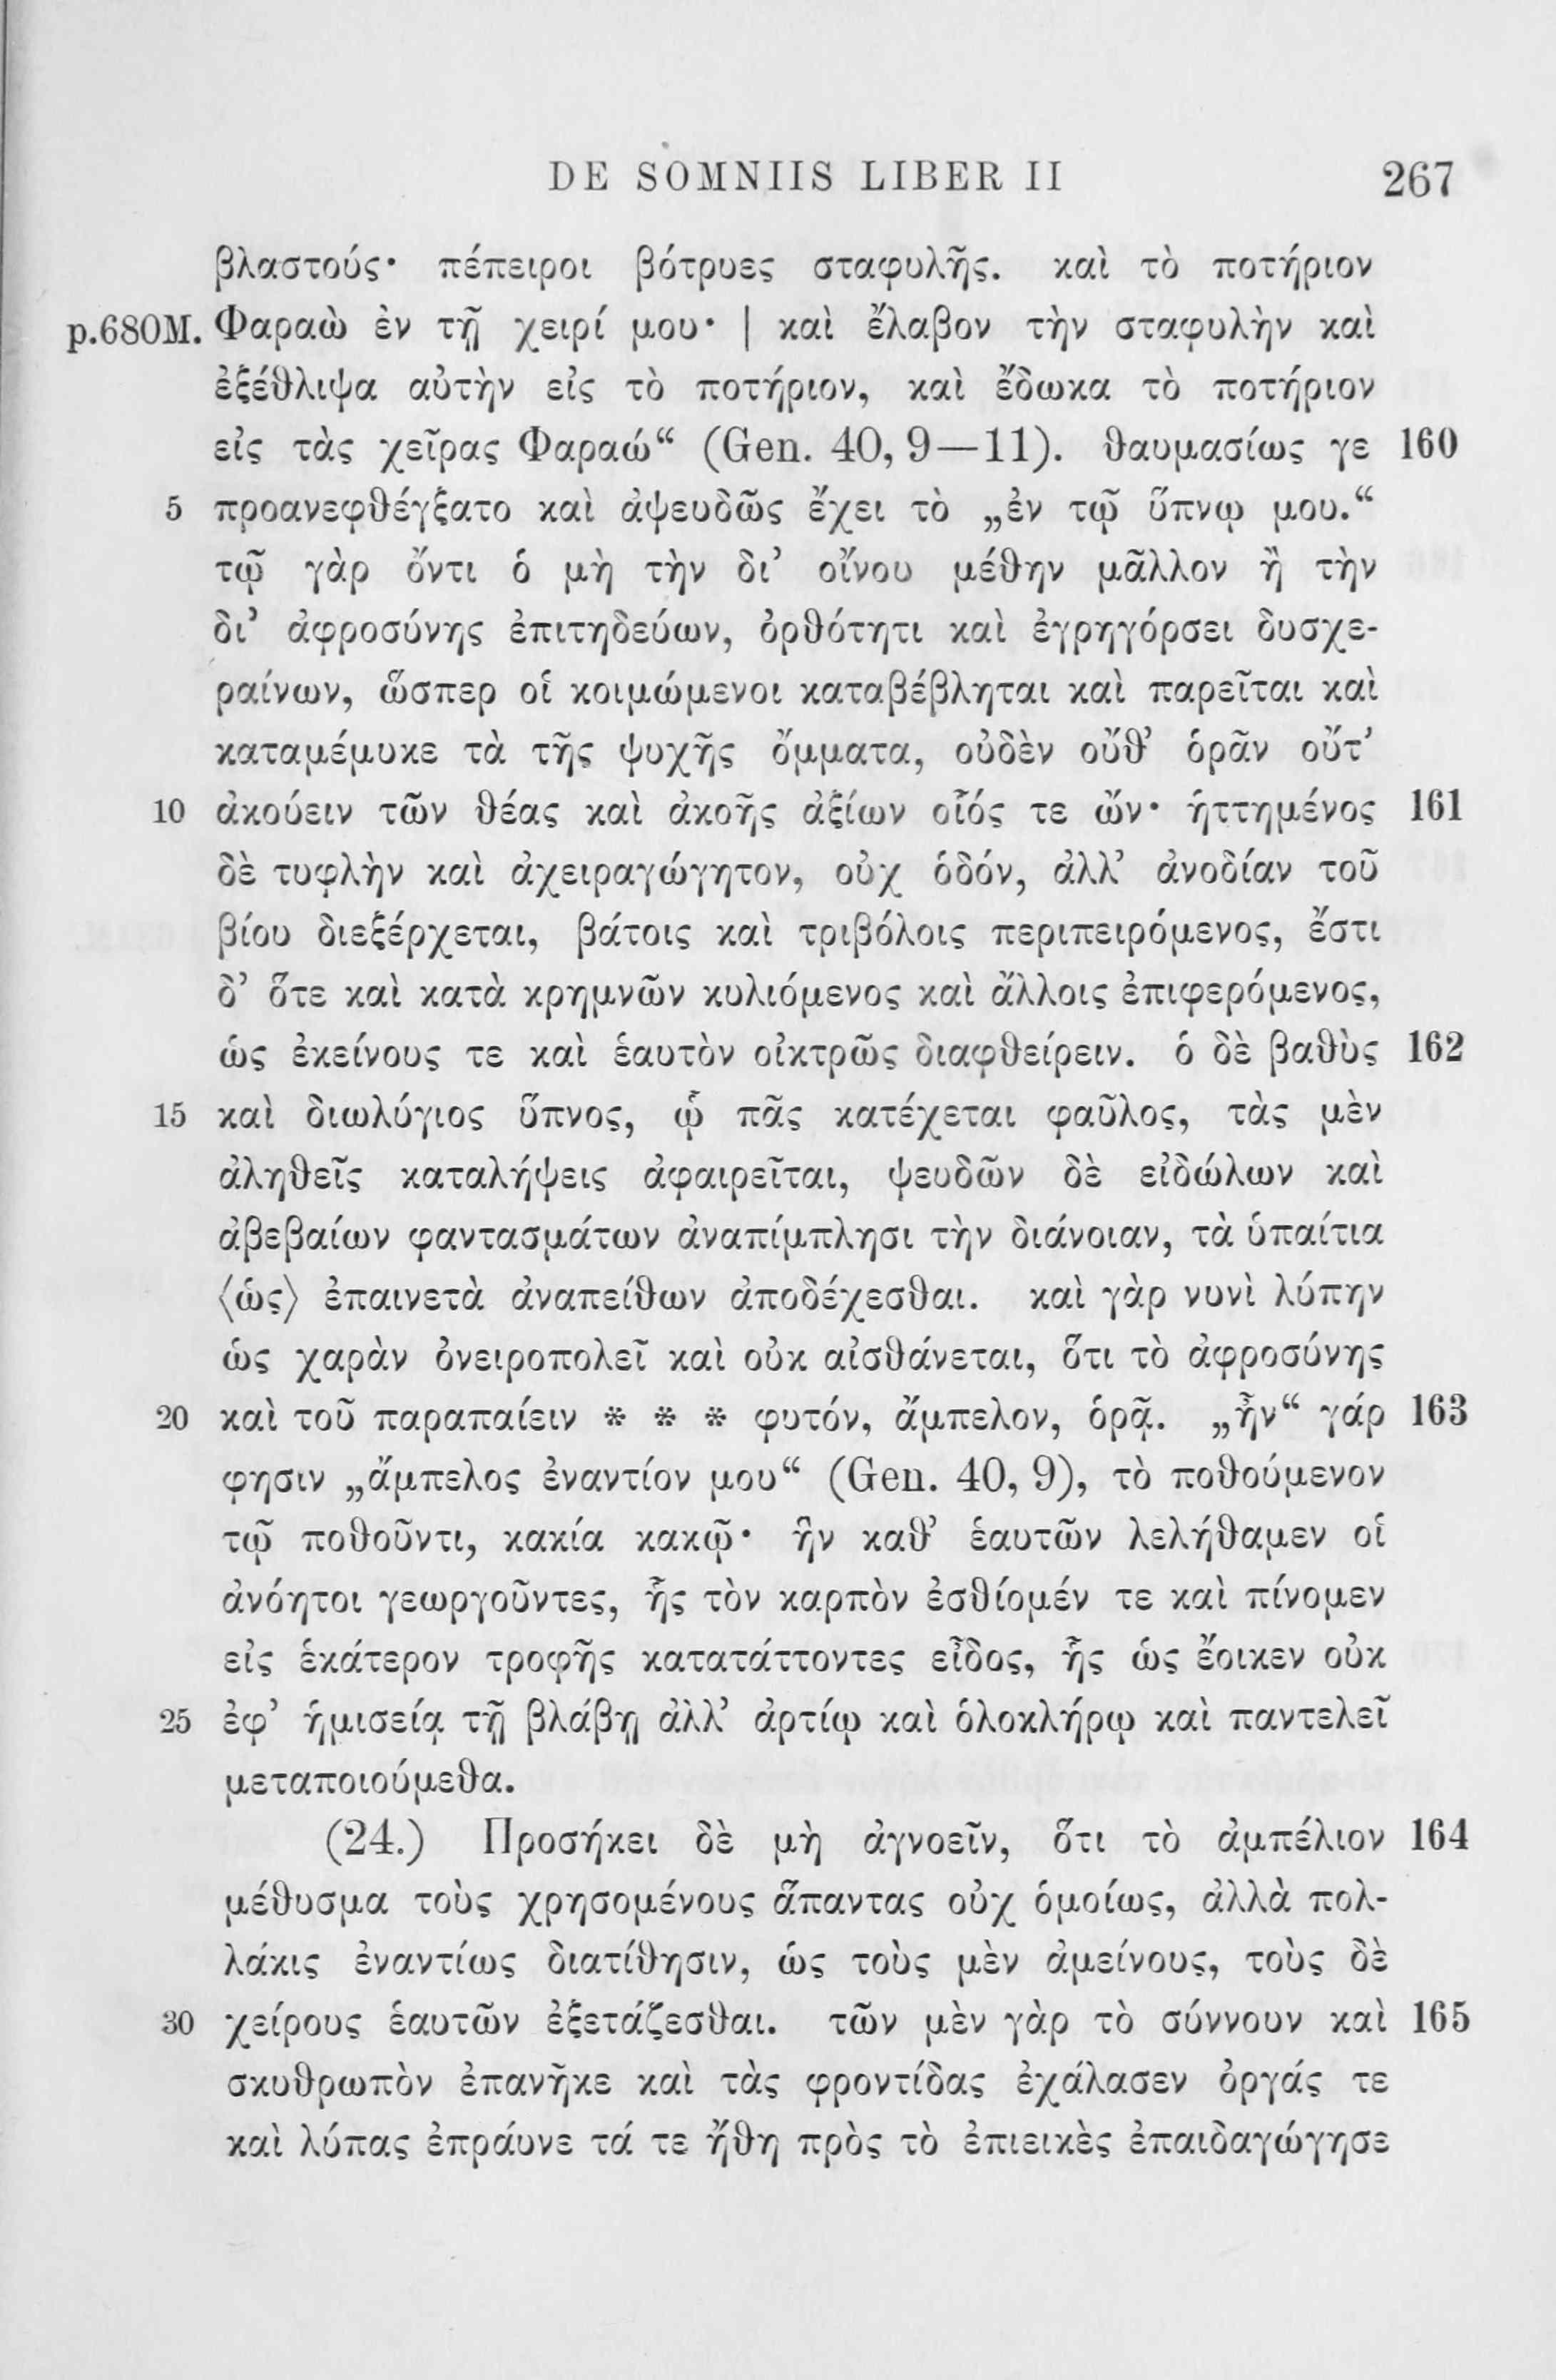 DE SOMNIIS LIBER II 267
βλαστούς· πέπειροι βότρυες σταφυλῆς. καὶ τὸ ποτήριον
p.680M. Φαραὼ ἐν τῇ χειρί μου· | καὶ ἔλαβον τὴν σταφυλὴν καὶ
ἐξέθλιψα αὐτὴν εἰς τὸ ποτήριον, καὶ ἔδωκα τὸ ποτήριον
εἰς τὰς χεῖρας Φαραώ“ (Gen. 40, 9—11). θαυμασίως γε 160
5 προανεφθέγξατο καὶ ἀψευδῶς ἔχει τὸ „ἐν τῷ ὕπνῳ μου.“
τῷ γὰρ ὄντι ὁ μὴ τὴν δι’ οἴνου μέθην μᾶλλον ἢ τὴν
δι’ ἀφροσύνης ἐπιτηδεύων, ὀρθότητι καὶ ἐγρηγόρσει δυσχε-
ραίνων, ὥσπερ οἱ κοιμώμενοι καταβέβληται καὶ παρεῖται καὶ
καταμέμυκε τὰ τῆς ψυχῆς ὄμματα, οὐδὲν οὔθ’ ὁρᾶν οὔτ’
10 ἀκούειν τῶν θέας καὶ ἀκοῆς ἀξίων οἷός τε ὤν· ἡττημένος 161
δὲ τυφλὴν καὶ ἀχειραγώγητον, οὐχ ὁδόν, ἀλλ’ ἀνοδίαν τοῦ
βίου διεξέρχεται, βάτοις καὶ τριβόλοις περιπειρόμενος, ἔστι
δ’ ὅτε καὶ κατὰ κρημνῶν κυλιόμενος καὶ ἄλλοις ἐπιφερόμενος,
ὡς ἐκείνους τε καὶ ἑαυτὸν οἰκτρῶς διαφθείρειν. ὁ δὲ βαθὺς 162
15 καὶ διωλύγιος ὕπνος, ᾧ πᾶς κατέχεται φαῦλος, τὰς μὲν
ἀληθεῖς καταλήψεις ἀφαιρεῖται, ψευδῶν δὲ εἰδώλων καὶ
ἀβεβαίων φαντασμάτων ἀναπίμπλησι τὴν διάνοιαν, τὰ ὑπαίτια
⟨ὡς⟩ ἐπαινετὰ ἀναπείθων ἀποδέχεσθαι. καὶ γὰρ νυνὶ λύπην
ὡς χαρὰν ὀνειροπολεῖ καὶ οὐκ αἰσθάνεται, ὅτι τὸ ἀφροσύνης
20 καὶ τοῦ παραπαίειν * * * φυτόν, ἄμπελον, ὁρᾷ. „ἦν“ γάρ 163
φησιν „ἄμπελος ἐναντίον μου“ (Gen. 40, 9), τὸ ποθούμενον
τῷ ποθοῦντι, κακία κακῷ· ἣν καθ’ ἑαυτῶν λελήθαμεν οἱ
ἀνόητοι γεωργοῦντες, ἧς τὸν καρπὸν ἐσθίομέν τε καὶ πίνομεν
εἰς ἑκάτερον τροφῆς κατατάττοντες εἶδος, ἧς ὡς ἔοικεν οὐκ
25 ἐφ’ ἡμισείᾳ τῇ βλάβῃ ἀλλ’ ἀρτίῳ καὶ ὁλοκλήρῳ καὶ παντελεῖ
μεταποιούμεθα.
(24.) Προσήκει δὲ μὴ ἀγνοεῖν, ὅτι τὸ ἀμπέλιον 164
μέθυσμα τοὺς χρησομένους ἅπαντας οὐχ ὁμοίως, ἀλλὰ πολ-
λάκις ἐναντίως διατίθησιν, ὡς τοὺς μὲν ἀμείνους, τοὺς δὲ
30 χείρους ἑαυτῶν ἐξετάζεσθαι. τῶν μὲν γὰρ τὸ σύννουν καὶ 165
σκυθρωπὸν ἐπανῆκε καὶ τὰς φροντίδας ἐχάλασεν ὀργάς τε
καὶ λύπας ἐπράυνε τά τε ἤθη πρὸς τὸ ἐπιεικὲς ἐπαιδαγώγησε